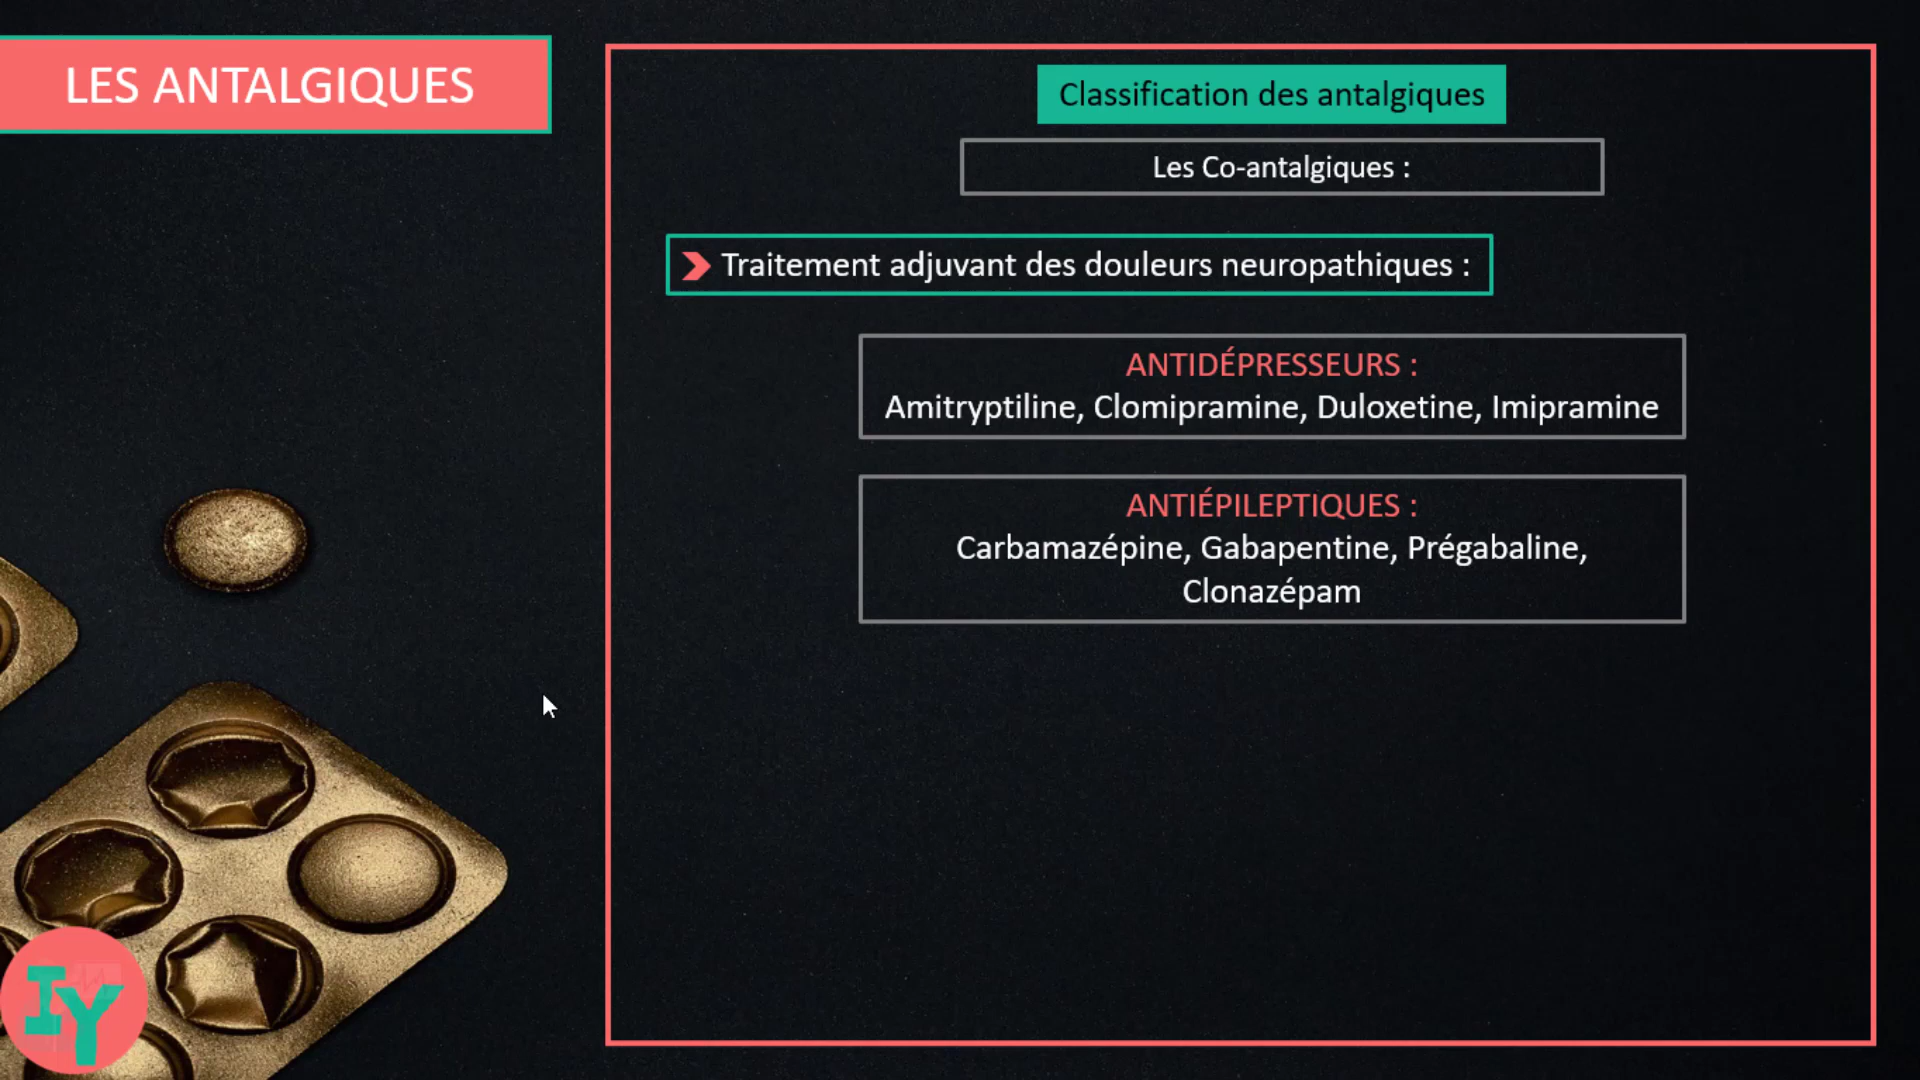 LES ANTALGIQUES
Classification des antalgiques
Les Co-antalgiques :
Traitement adjuvant des douleurs neuropathiques :
ANTIDÉPRESSEURS :
Amitryptiline, Clomipramine, Duloxetine, Imipramine
ANTIÉPILEPTIQUES :
Carbamazépine, Gabapentine, Prégabaline,
Clonazépam
IY